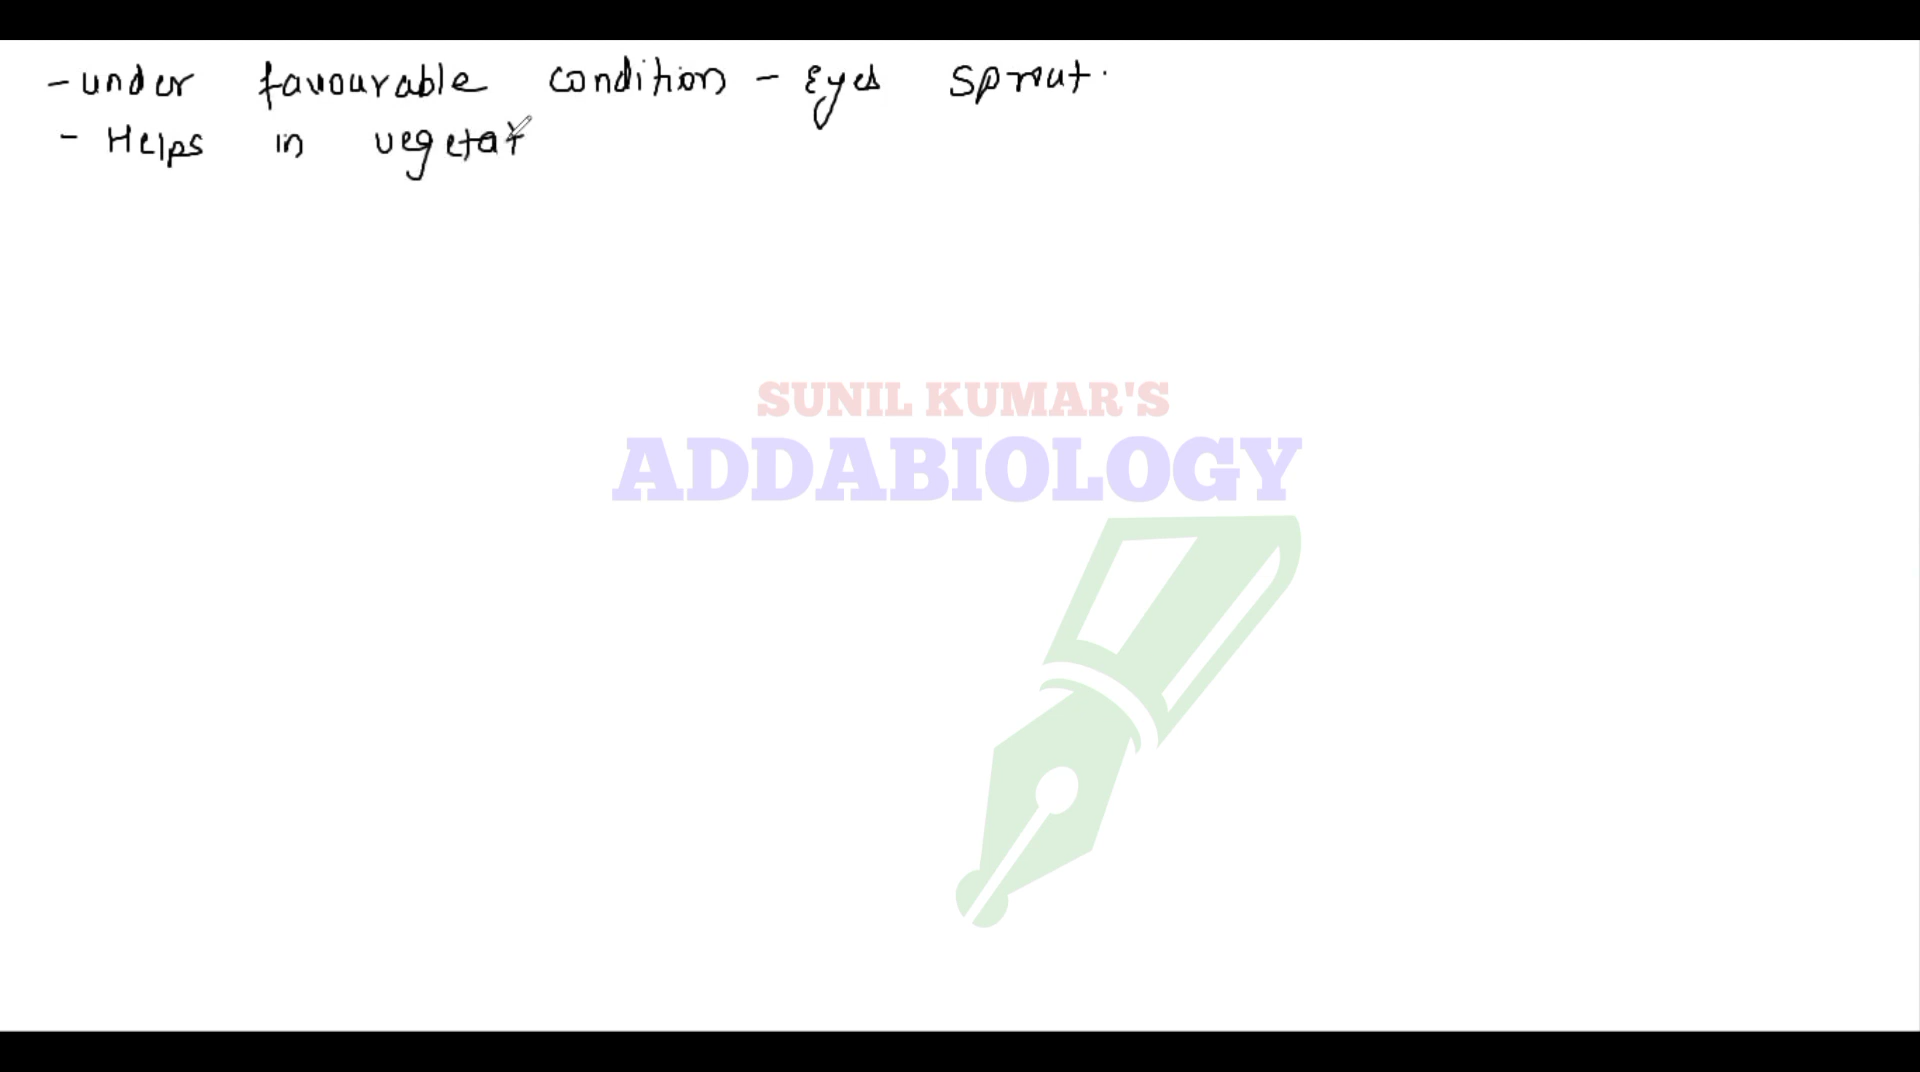 - under favourable condition - Eyes sprout.
- Helps in vegetat
SUNIL KUMAR'S
ADDABIOLOGY